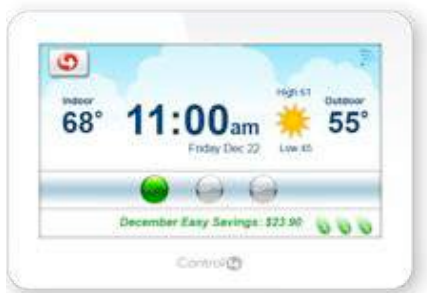 High 61
Indoor
Outdoor
68°
11:00am
55°
Friday Dec 22
Low 45
December Easy Savings: $23.90
Control4